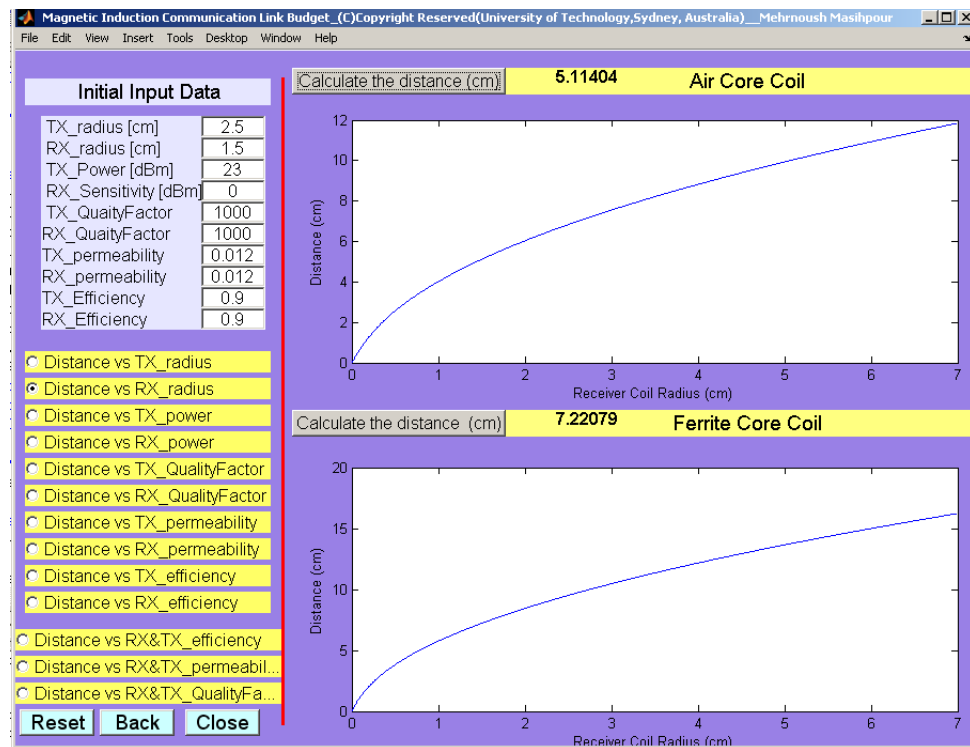 Magnetic Induction Communication Link Budget_(C)Copyright Reserved(University of Technology,Sydney, Australia)__Mehrnoush Masihpour
File Edit View Insert Tools Desktop Window Help
Initial Input Data
TX_radius [cm] 2.5
RX_radius [cm] 1.5
TX_Power [dBm] 23
RX_Sensitivity [dBm] 0
TX_QuaityFactor 1000
RX_QuaityFactor 1000
TX_permeability 0.012
RX_permeability 0.012
TX_Efficiency 0.9
RX_Efficiency 0.9
Distance vs TX_radius
Distance vs RX_radius
Distance vs TX_power
Distance vs RX_power
Distance vs TX_QualityFactor
Distance vs RX_QualityFactor
Distance vs TX_permeability
Distance vs RX_permeability
Distance vs TX_efficiency
Distance vs RX_efficiency
Distance vs RX&TX_efficiency
Distance vs RX&TX_permeabil...
Distance vs RX&TX_QualityFa...
Reset Back Close
Calculate the distance (cm) 5.11404 Air Core Coil
12
10
8
6
4
2
0
Distance (cm)
0 1 2 3 4 5 6 7
Receiver Coil Radius (cm)
Calculate the distance (cm) 7.22079 Ferrite Core Coil
20
15
10
5
0
Distance (cm)
0 1 2 3 4 5 6 7
Receiver Coil Radius (cm)